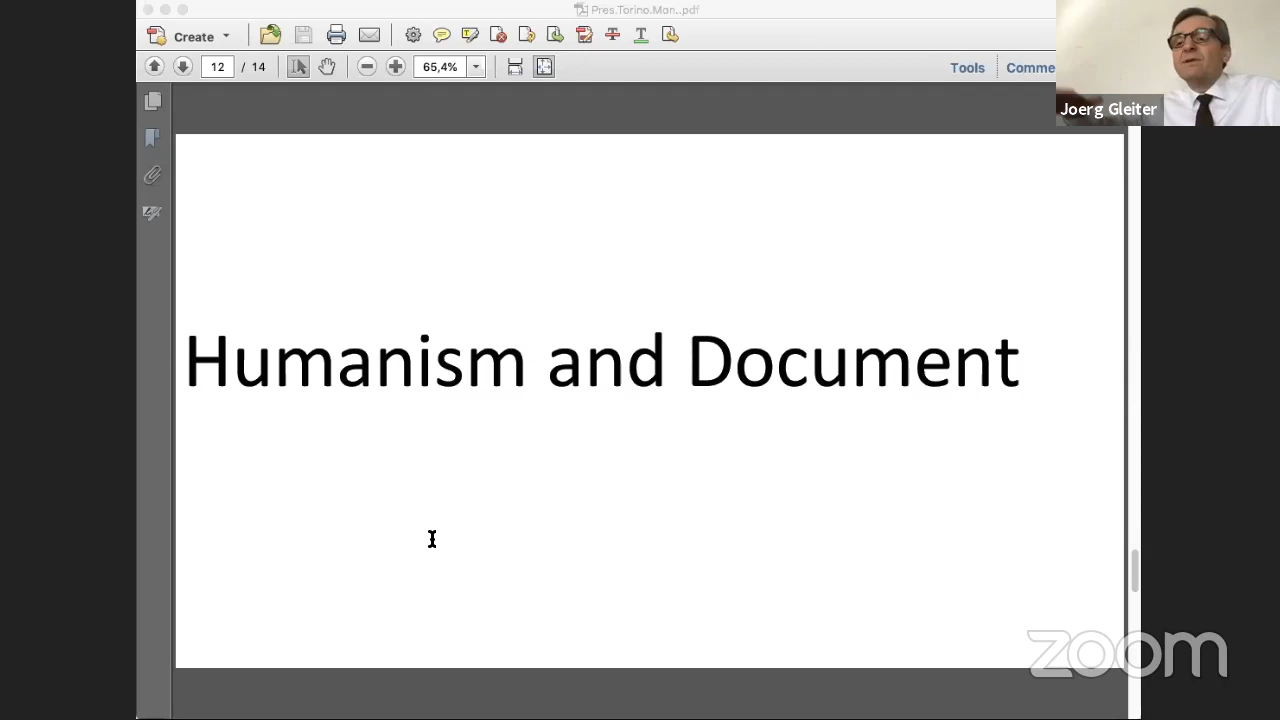 Pres.Torino.Man..pdf
Create
12 / 14
65,4%
Tools
Comme
Joerg Gleiter
Humanism and Document
zoom